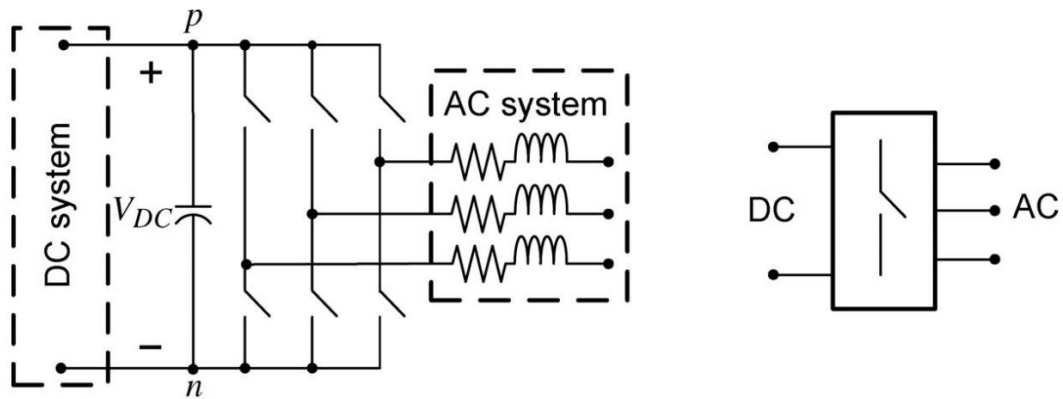 p
+
DC system
V_DC
−
n
AC system
DC
AC